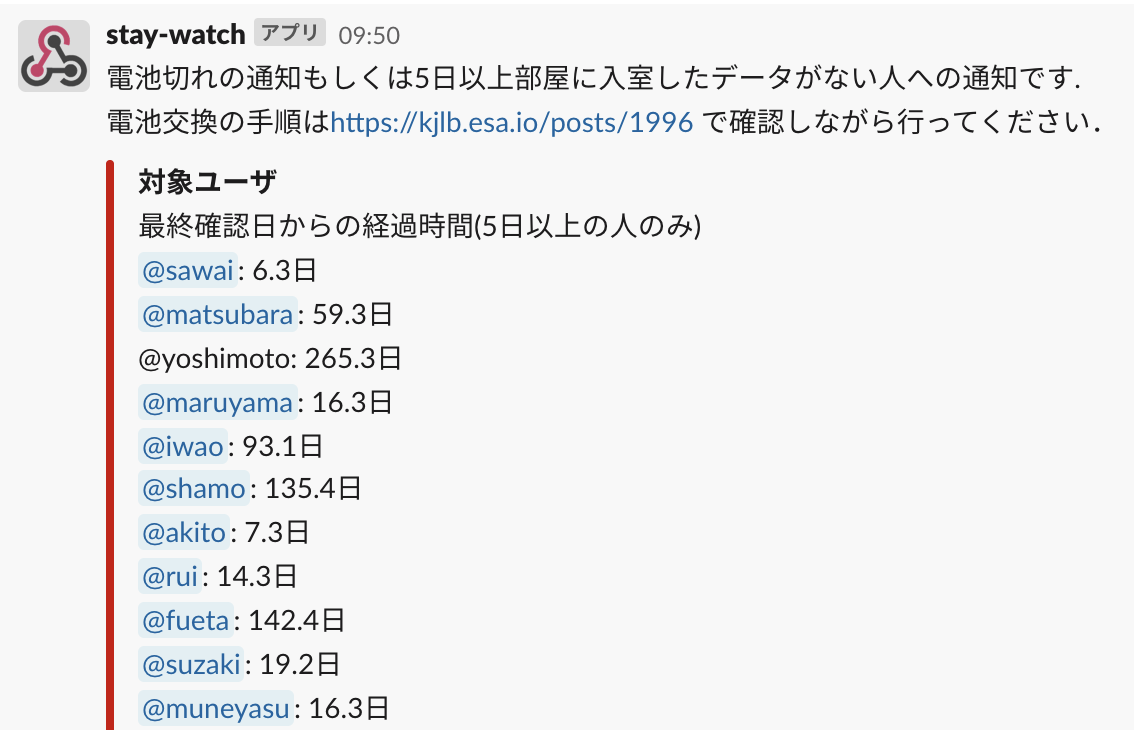 stay-watch アプリ 09:50
電池切れの通知もしくは5日以上部屋に入室したデータがない人への通知です.
電池交換の手順はhttps://kjlb.esa.io/posts/1996 で確認しながら行ってください.
対象ユーザ
最終確認日からの経過時間(5日以上の人のみ)
@sawai: 6.3日
@matsubara: 59.3日
@yoshimoto: 265.3日
@maruyama: 16.3日
@iwao: 93.1日
@shamo: 135.4日
@akito: 7.3日
@rui: 14.3日
@fueta: 142.4日
@suzaki: 19.2日
@muneyasu: 16.3日